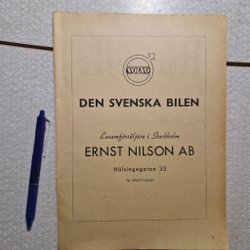 VOLVO
DEN SVENSKA BILEN
Ensamförsäljare i Stockholm
ERNST NILSON AB
Hälsingegatan 33